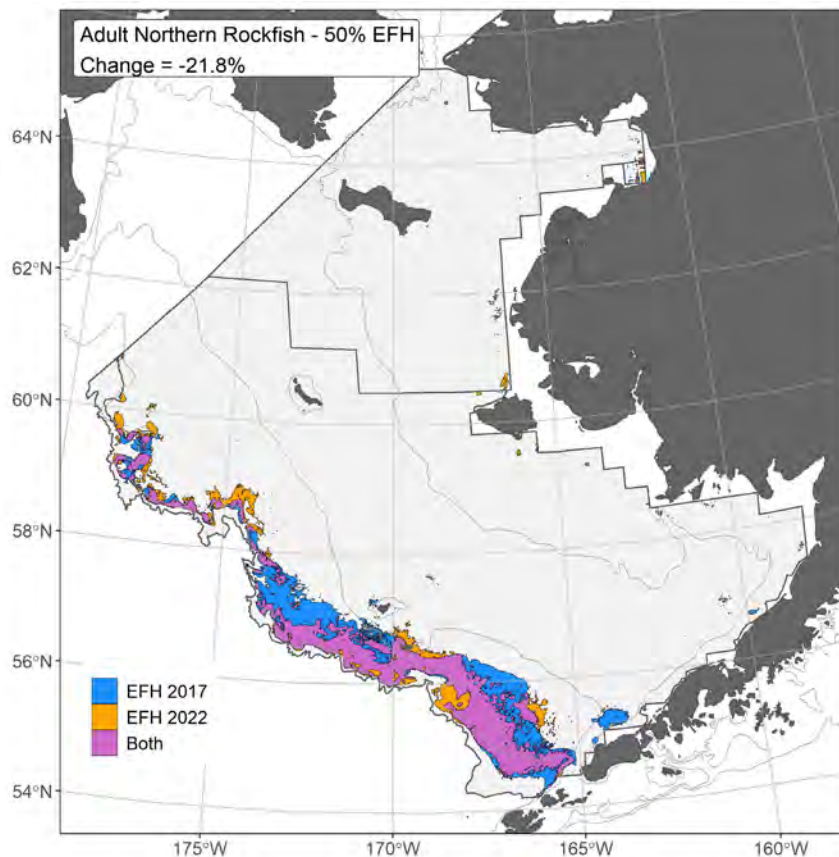 Adult Northern Rockfish - 50% EFH
Change = -21.8%
64°N
62°N
60°N
58°N
56°N
54°N
EFH 2017
EFH 2022
Both
175°W
170°W
165°W
160°W